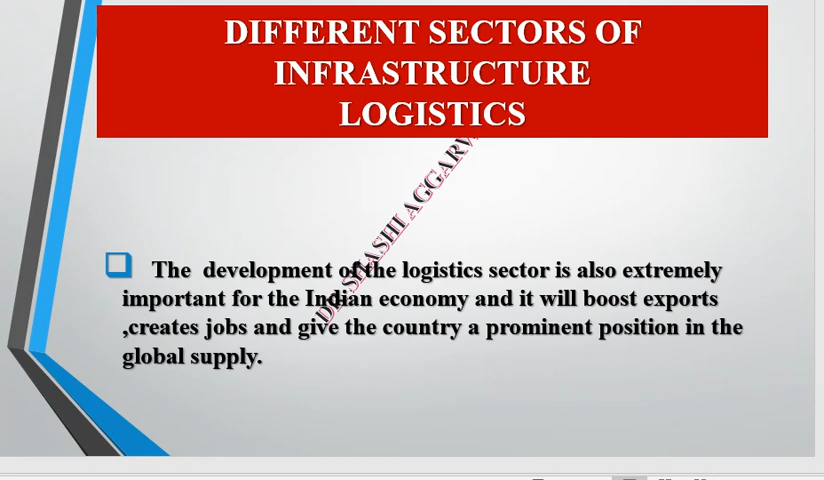 DIFFERENT SECTORS OF
INFRASTRUCTURE
LOGISTICS
The development of the logistics sector is also extremely
important for the Indian economy and it will boost exports
,creates jobs and give the country a prominent position in the
global supply.
SHASHI